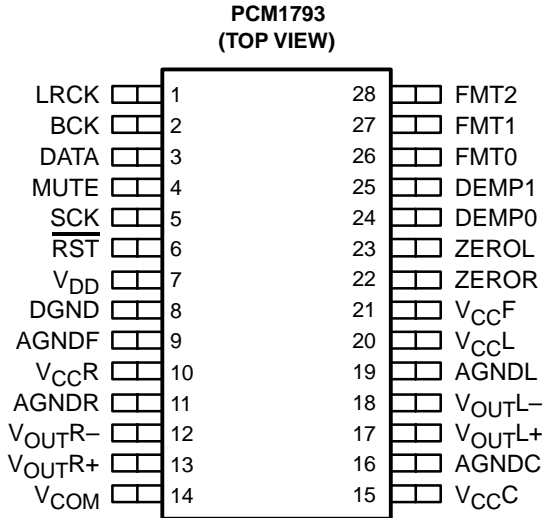 PCM1793
(TOP VIEW)
LRCK 1 28 FMT2
BCK 2 27 FMT1
DATA 3 26 FMT0
MUTE 4 25 DEMP1
SCK 5 24 DEMP0
R̅S̅T̅ 6 23 ZEROL
VDD 7 22 ZEROR
DGND 8 21 VCCF
AGNDF 9 20 VCCL
VCCR 10 19 AGNDL
AGNDR 11 18 VOUTL–
VOUTR– 12 17 VOUTL+
VOUTR+ 13 16 AGNDC
VCOM 14 15 VCCC